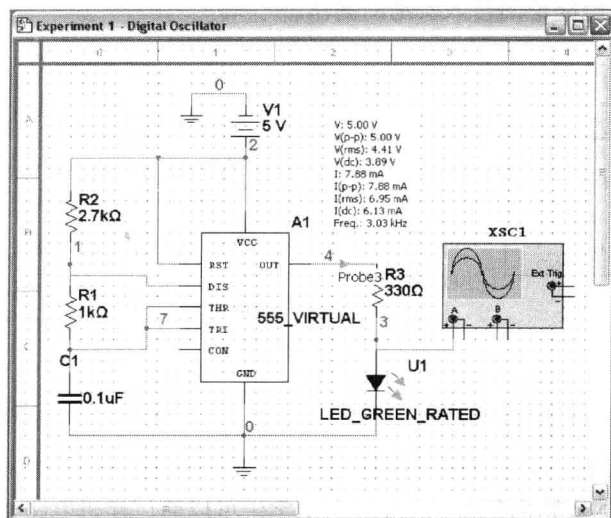 Experiment 1 - Digital Oscillator
0 1 2 3 4
A
B
C
D
0
V1
5 V
2
V: 5.00 V
V(p-p): 5.00 V
V(rms): 4.41 V
V(dc): 3.89 V
I: 7.88 mA
I(p-p): 7.88 mA
I(rms): 6.95 mA
I(dc): 6.13 mA
Freq.: 3.03 kHz
R2
2.7kΩ
1
A1
XSC1
VCC
RST
OUT
4
Probe3
Ext Trig
+
-
DIS
R3
330Ω
R1
1kΩ
THR
7
TRI
555_VIRTUAL
3
A
B
+ - + -
C1
CON
U1
0.1uF
GND
LED_GREEN_RATED
0